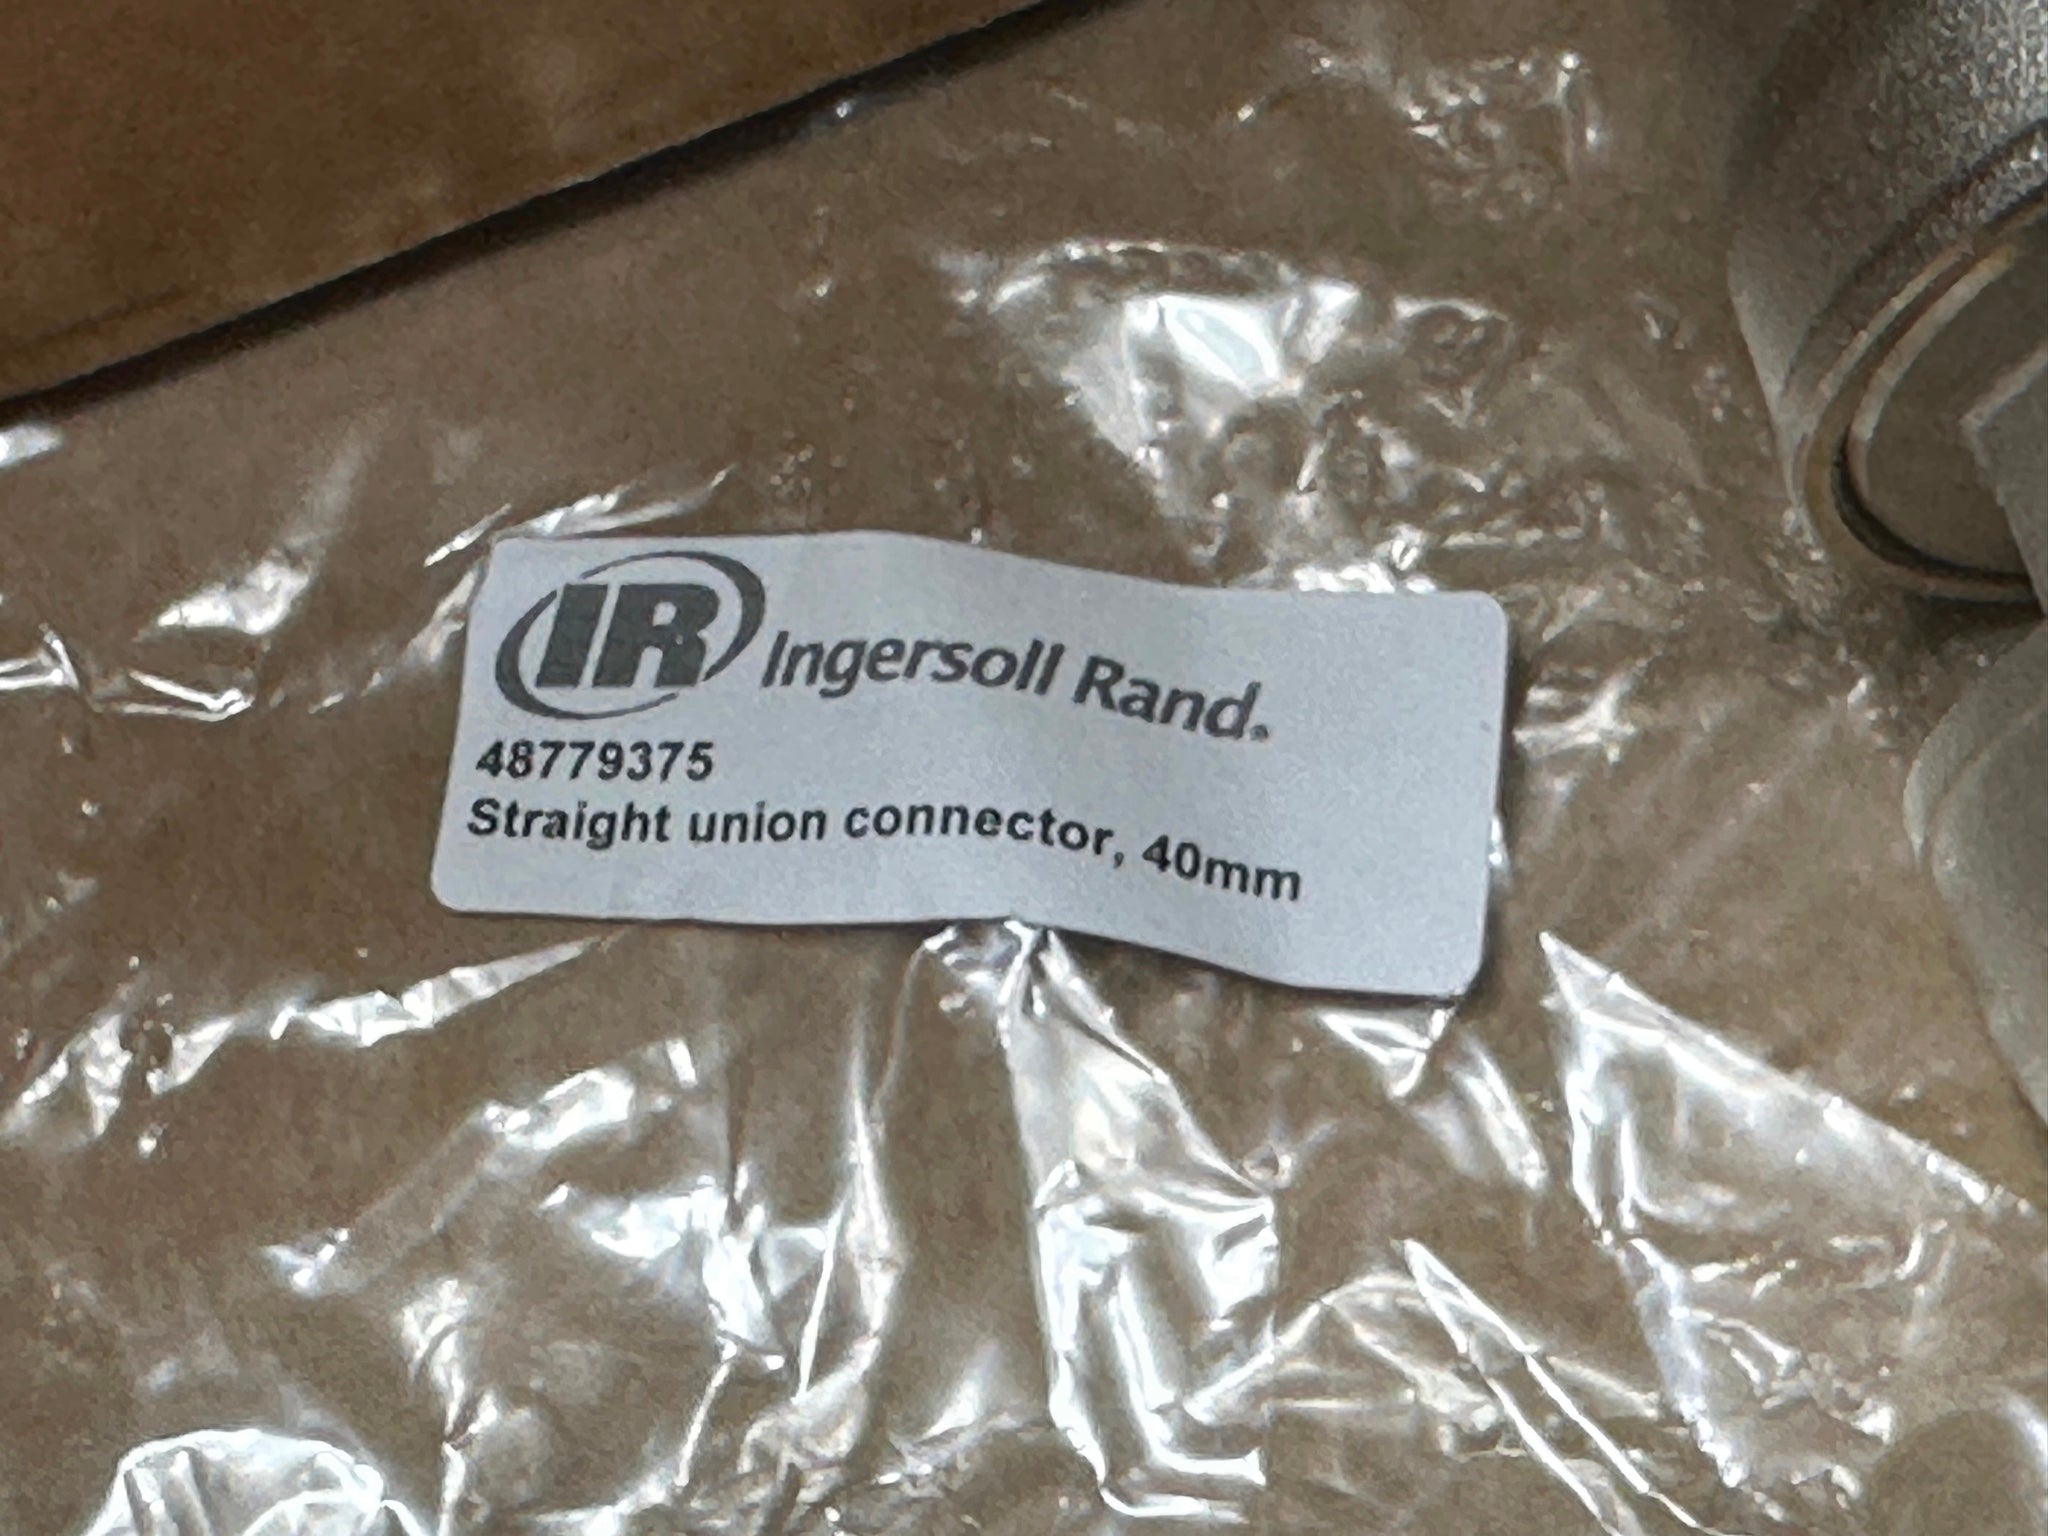 IR Ingersoll Rand®
48779375
Straight union connector, 40mm